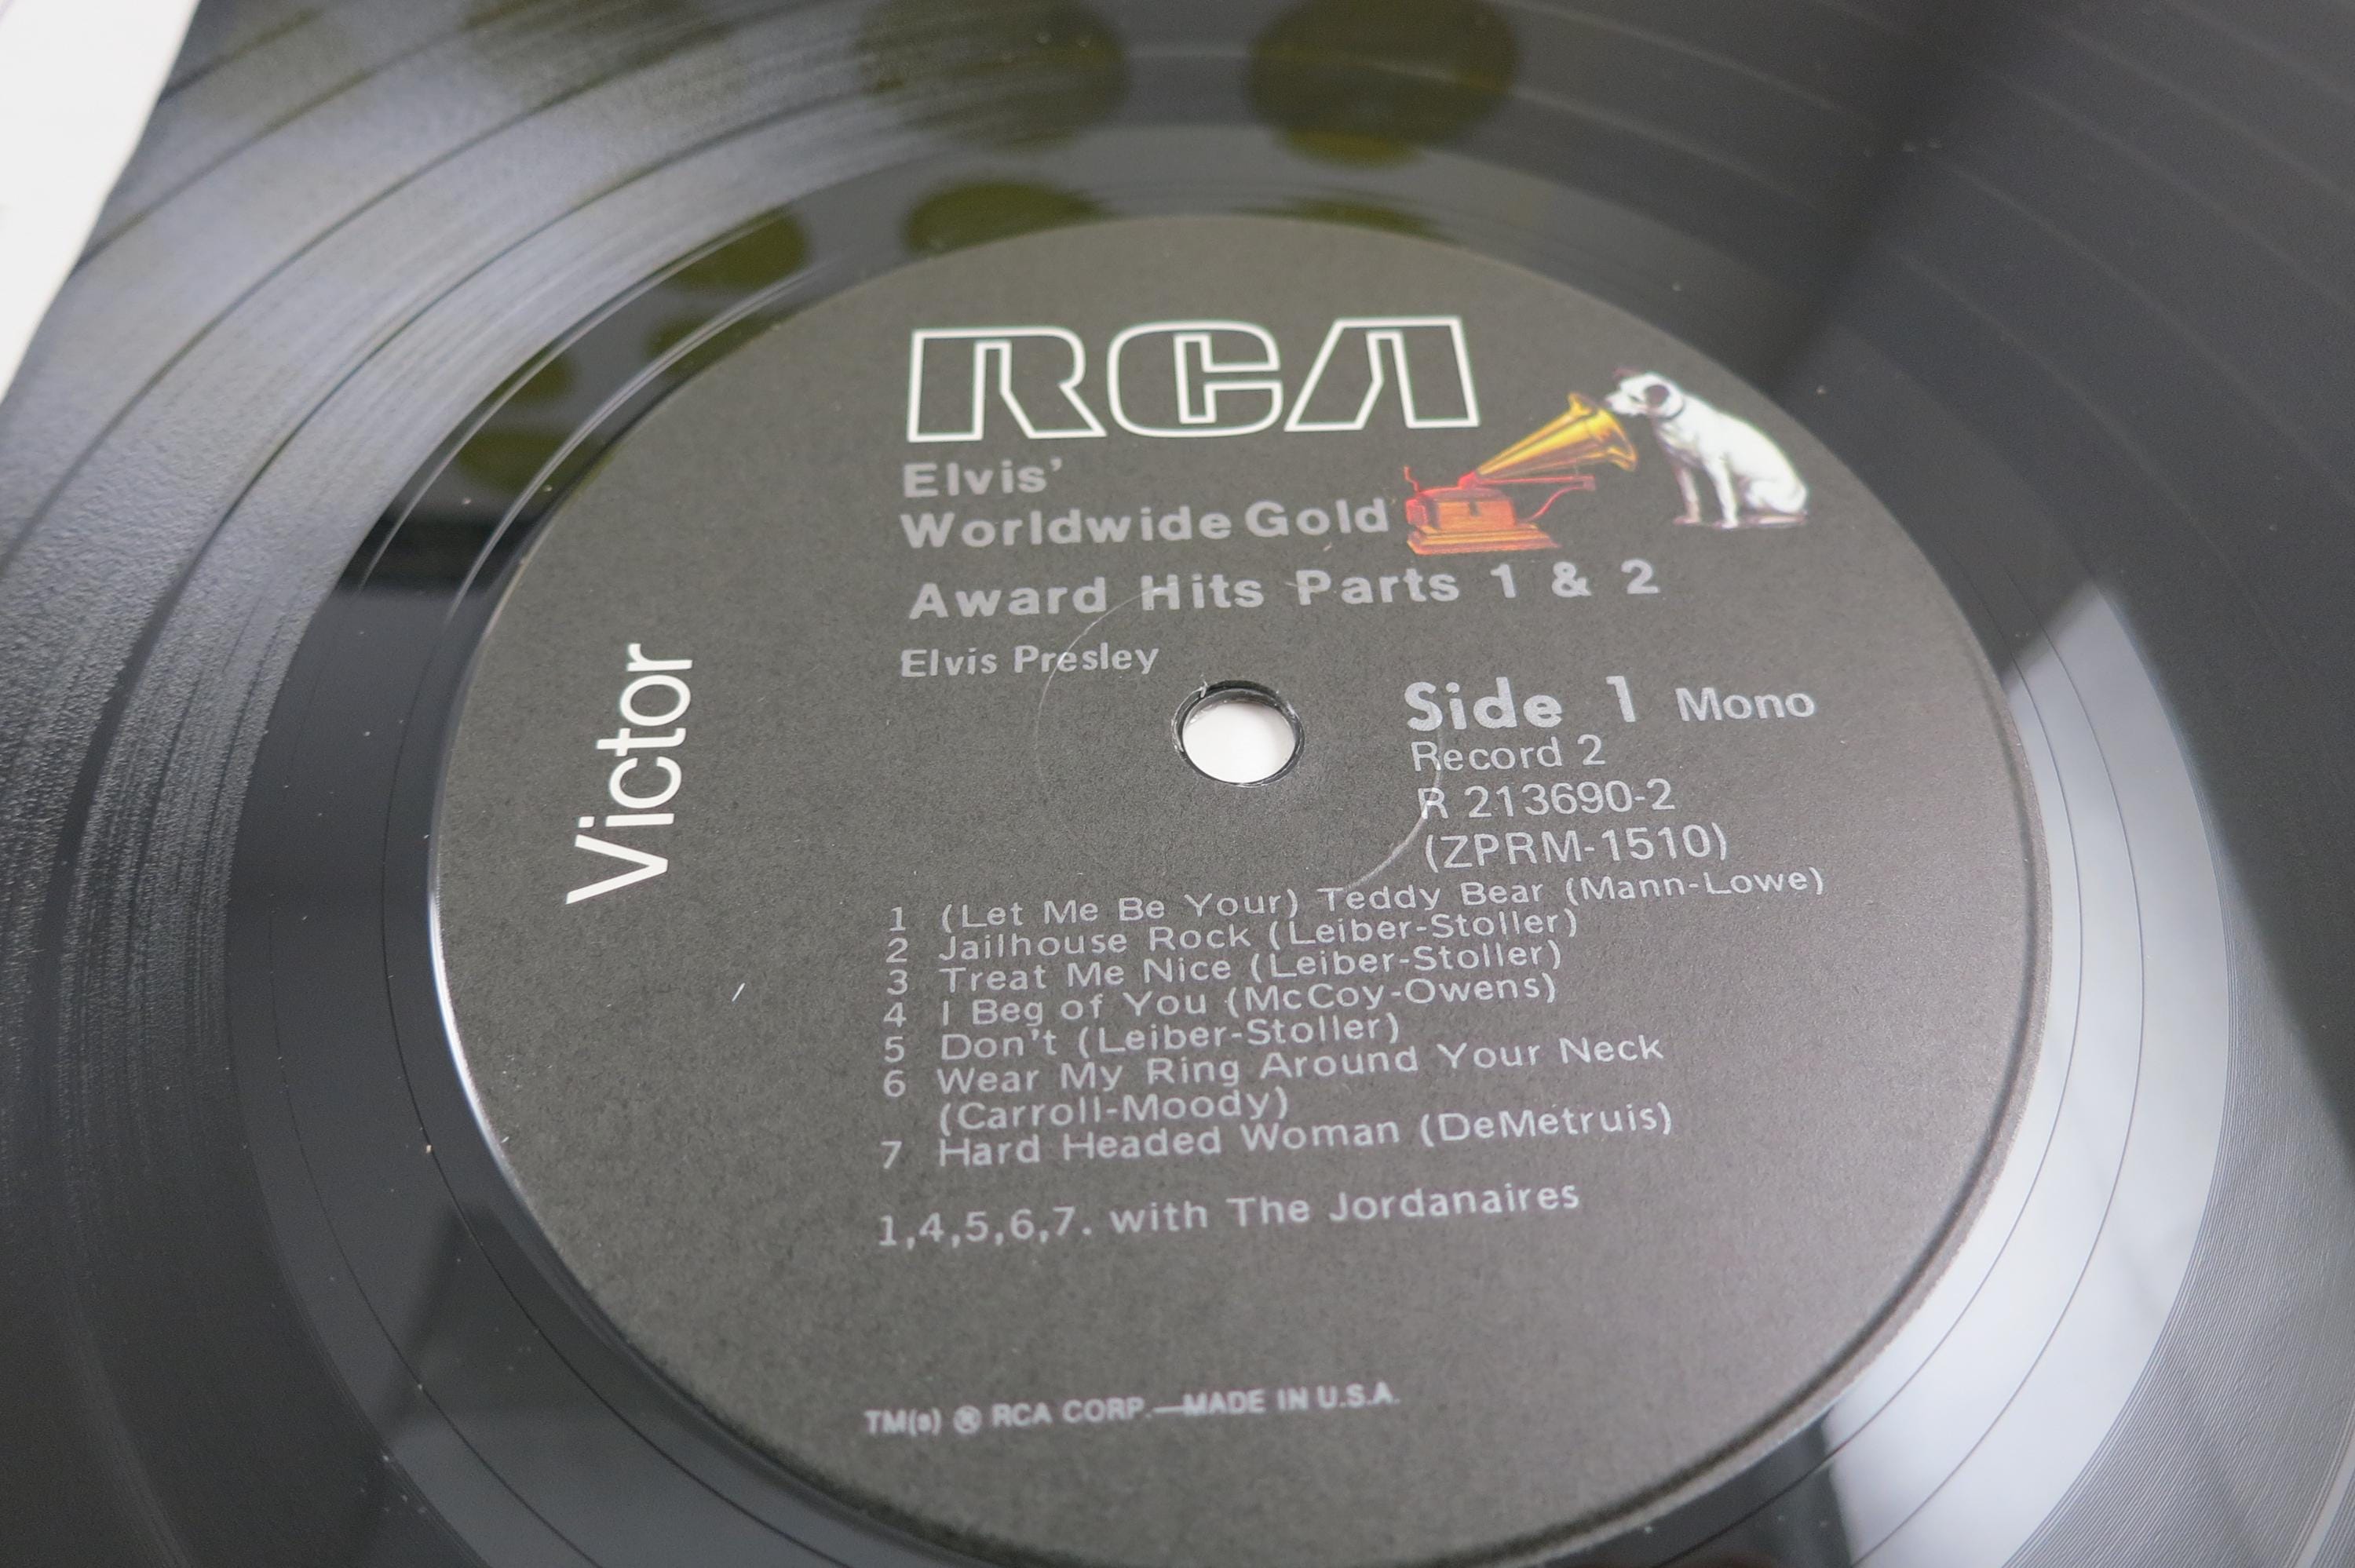 RCA
Elvis'
Worldwide Gold
Award Hits Parts 1 & 2
Elvis Presley
Victor
Side 1 Mono
Record 2
R 213690-2
(ZPRM-1510)
1 (Let Me Be Your) Teddy Bear (Mann-Lowe)
2 Jailhouse Rock (Leiber-Stoller)
3 Treat Me Nice (Leiber-Stoller)
4 I Beg of You (McCoy-Owens)
5 Don't (Leiber-Stoller)
6 Wear My Ring Around Your Neck
(Carroll-Moody)
7 Hard Headed Woman (DeMetruis)
1,4,5,6,7. with The Jordanaires
TM(s) ® RCA CORP.—MADE IN U.S.A.